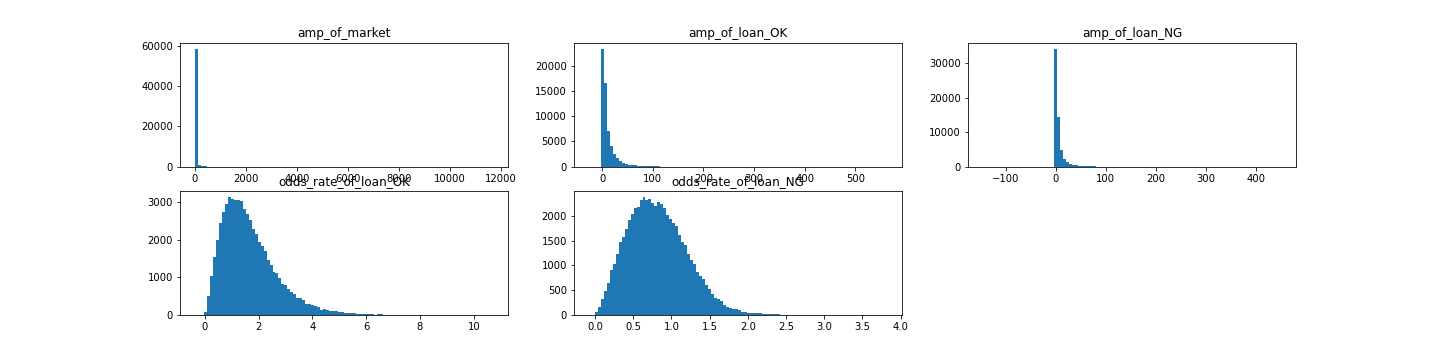 amp_of_market
60000
40000
20000
0
0 2000 4000 6000 8000 10000 12000
amp_of_loan_OK
20000
15000
10000
5000
0
0 100 200 300 400 500
amp_of_loan_NG
30000
20000
10000
0
−100 0 100 200 300 400
odds_rate_of_loan_OK
3000
2000
1000
0
0 2 4 6 8 10
odds_rate_of_loan_NG
2000
1500
1000
500
0
0.0 0.5 1.0 1.5 2.0 2.5 3.0 3.5 4.0